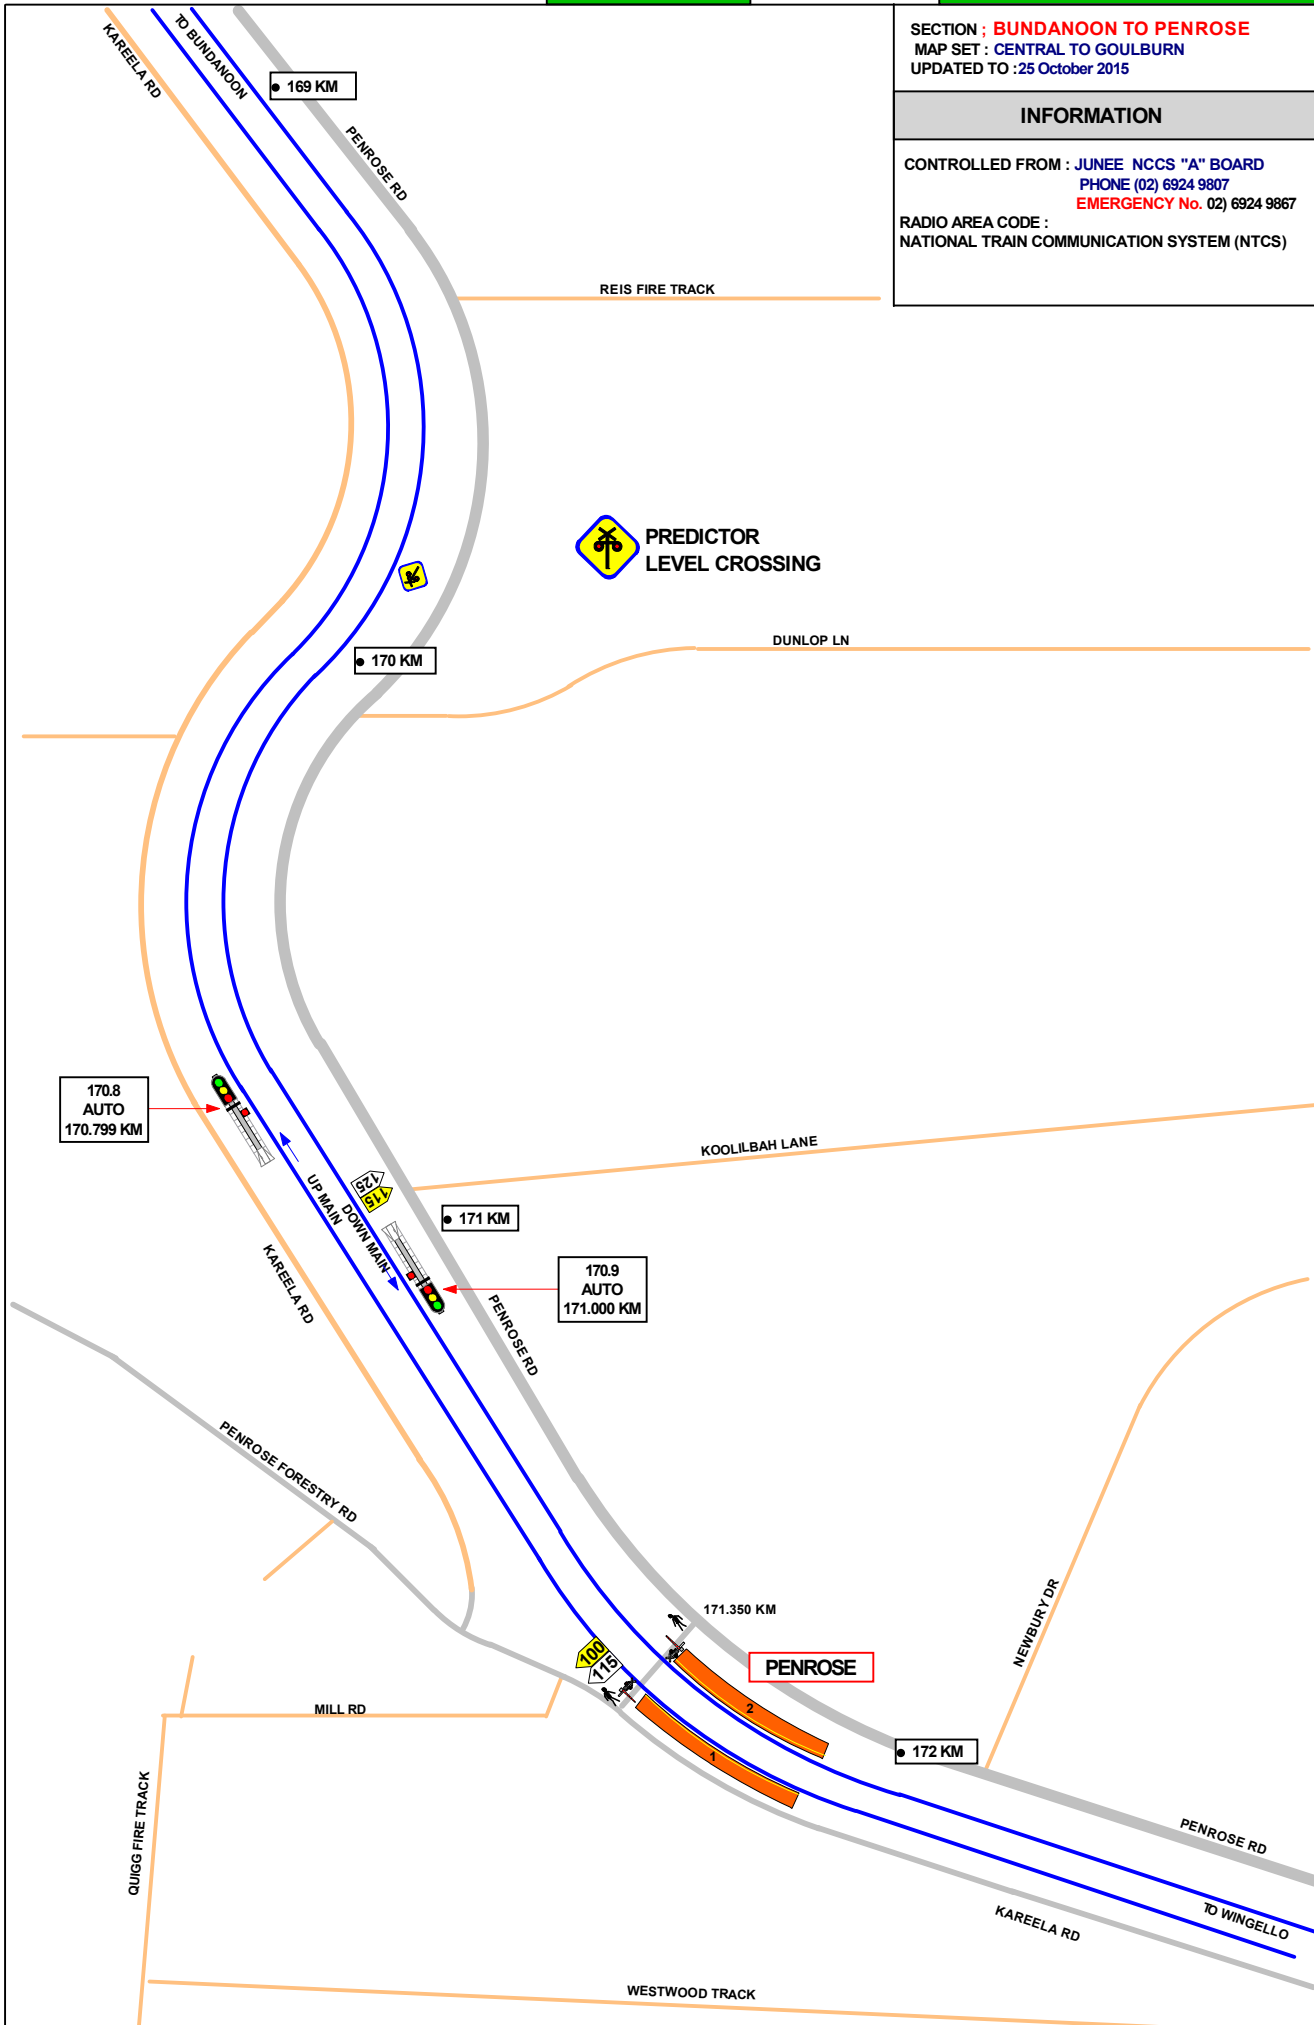 SECTION ; BUNDANOON TO PENROSE
MAP SET : CENTRAL TO GOULBURN
UPDATED TO :25 October 2015
INFORMATION
CONTROLLED FROM : JUNEE NCCS "A" BOARD
PHONE (02) 6924 9807
EMERGENCY No. 02) 6924 9867
RADIO AREA CODE :
NATIONAL TRAIN COMMUNICATION SYSTEM (NTCS)
KAREELA RD
TO BUNDANOON
169 KM
PENROSE RD
REIS FIRE TRACK
PREDICTOR
LEVEL CROSSING
DUNLOP LN
170 KM
170.8
AUTO
170.799 KM
KOOLILBAH LANE
UP MAIN
DOWN MAIN
125
115
171 KM
170.9
AUTO
171.000 KM
KAREELA RD
PENROSE RD
PENROSE FORESTRY RD
171.350 KM
NEWBURY DR
100
115
PENROSE
2
1
MILL RD
172 KM
QUIGG FIRE TRACK
PENROSE RD
TO WINGELLO
KAREELA RD
WESTWOOD TRACK